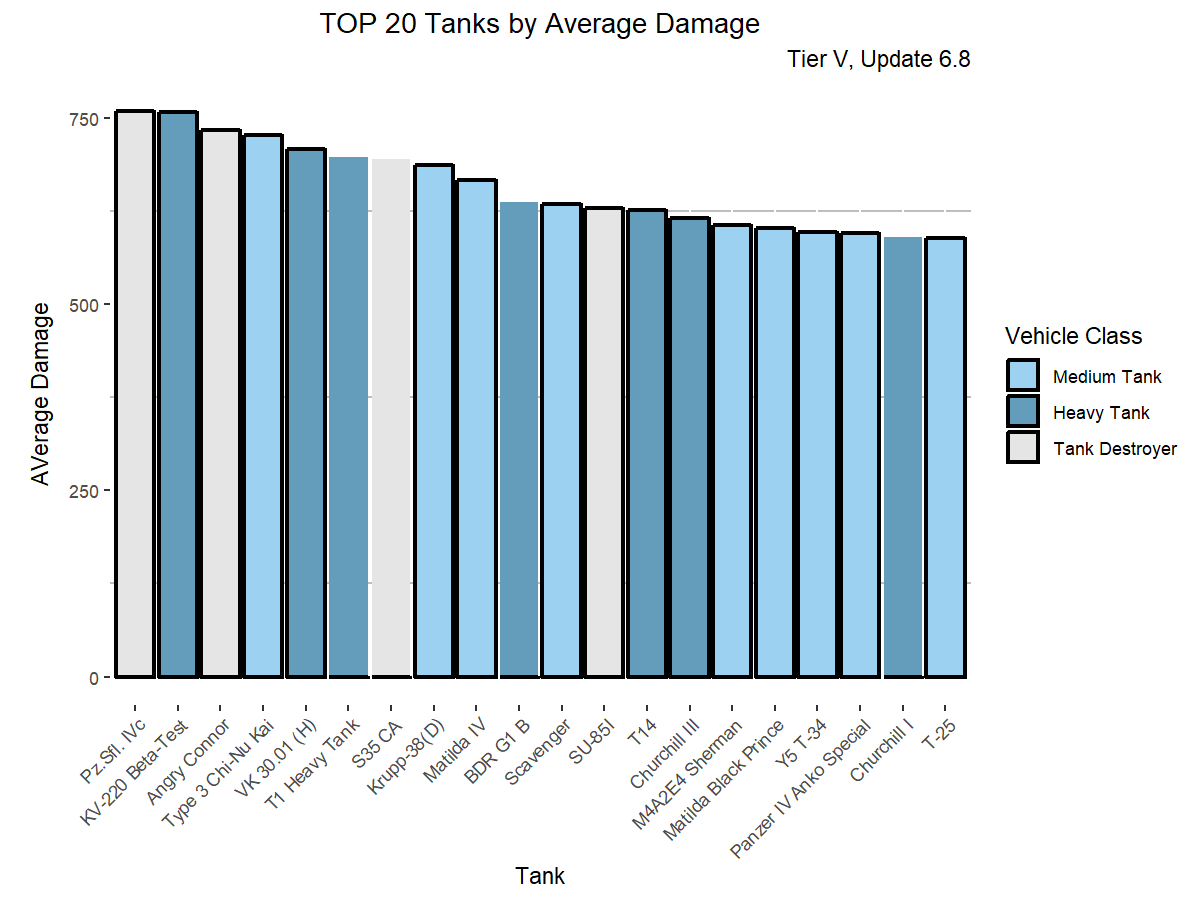 TOP 20 Tanks by Average Damage
Tier V, Update 6.8
AVerage Damage
750
500
250
0
Pz.Sfl. IVc
KV-220 Beta-Test
Angry Connor
Type 3 Chi-Nu Kai
VK 30.01 (H)
T1 Heavy Tank
S35 CA
Krupp-38(D)
Matilda IV
BDR G1 B
Scavenger
SU-85I
T14
Churchill III
M4A2E4 Sherman
Matilda Black Prince
Y5 T-34
Panzer IV Anko Special
Churchill I
T-25
Tank
Vehicle Class
Medium Tank
Heavy Tank
Tank Destroyer